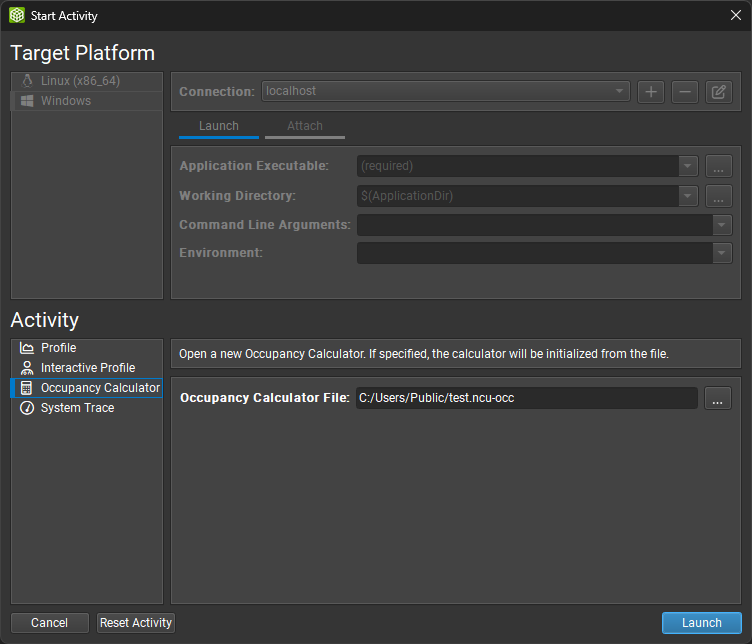 Start Activity
Target Platform
Linux (x86_64)
Windows
Connection: localhost
Launch Attach
Application Executable: (required) ...
Working Directory: $(ApplicationDir) ...
Command Line Arguments:
Environment:
Activity
Profile
Interactive Profile
Occupancy Calculator
System Trace
Open a new Occupancy Calculator. If specified, the calculator will be initialized from the file.
Occupancy Calculator File: C:/Users/Public/test.ncu-occ ...
Cancel Reset Activity Launch